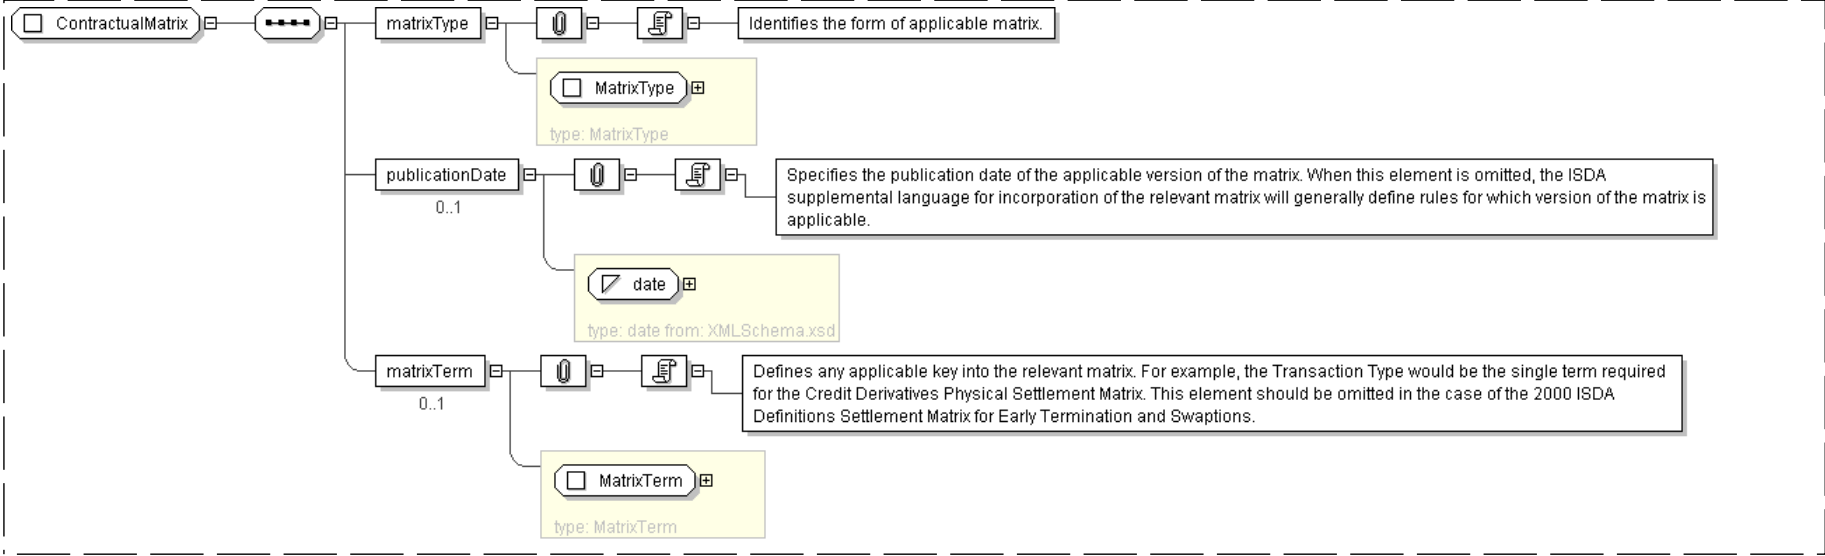 ContractualMatrix
matrixType
Identifies the form of applicable matrix.
MatrixType
type: MatrixType
publicationDate
0..1
Specifies the publication date of the applicable version of the matrix. When this element is omitted, the ISDA
supplemental language for incorporation of the relevant matrix will generally define rules for which version of the matrix is
applicable.
date
type: date from: XMLSchema.xsd
matrixTerm
0..1
Defines any applicable key into the relevant matrix. For example, the Transaction Type would be the single term required
for the Credit Derivatives Physical Settlement Matrix. This element should be omitted in the case of the 2000 ISDA
Definitions Settlement Matrix for Early Termination and Swaptions.
MatrixTerm
type: MatrixTerm